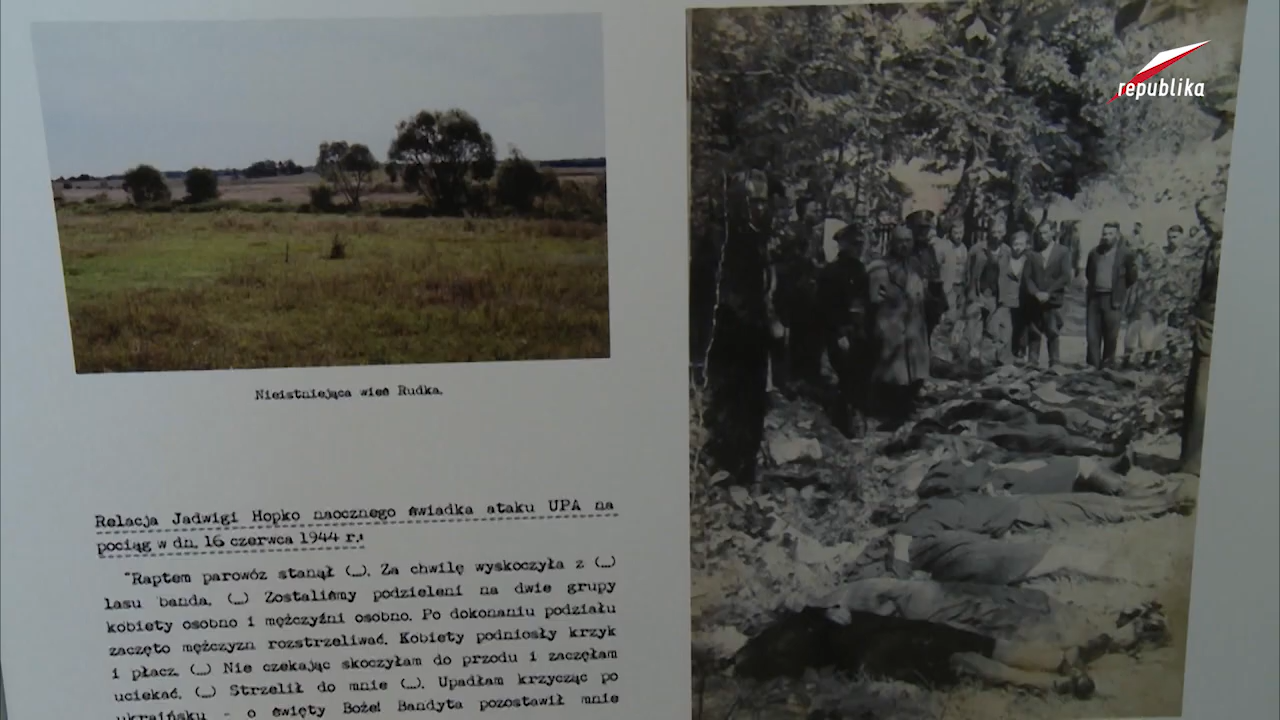 republika
Nieistniejąca wieś Rudka.
Relacja Jadwigi Hopko naocznego świadka ataku UPA na
pociąg w dn. 16 czerwca 1944 r.:
"Raptem parowóz stanął (...). Za chwilę wyskoczyła z (...)
lasu banda. (...) Zostaliśmy podzieleni na dwie grupy
kobiety osobno i mężczyźni osobno. Po dokonaniu podziału
zaczęto mężczyzn rozstrzeliwać. Kobiety podniosły krzyk
i płacz. (...) Nie czekając skoczyłam do przodu i zaczęłam
uciekać. (...) Strzelił do mnie (...). Upadłam krzycząc po
ukraińsku - o święty Boże! Bandyta pozostawił mnie